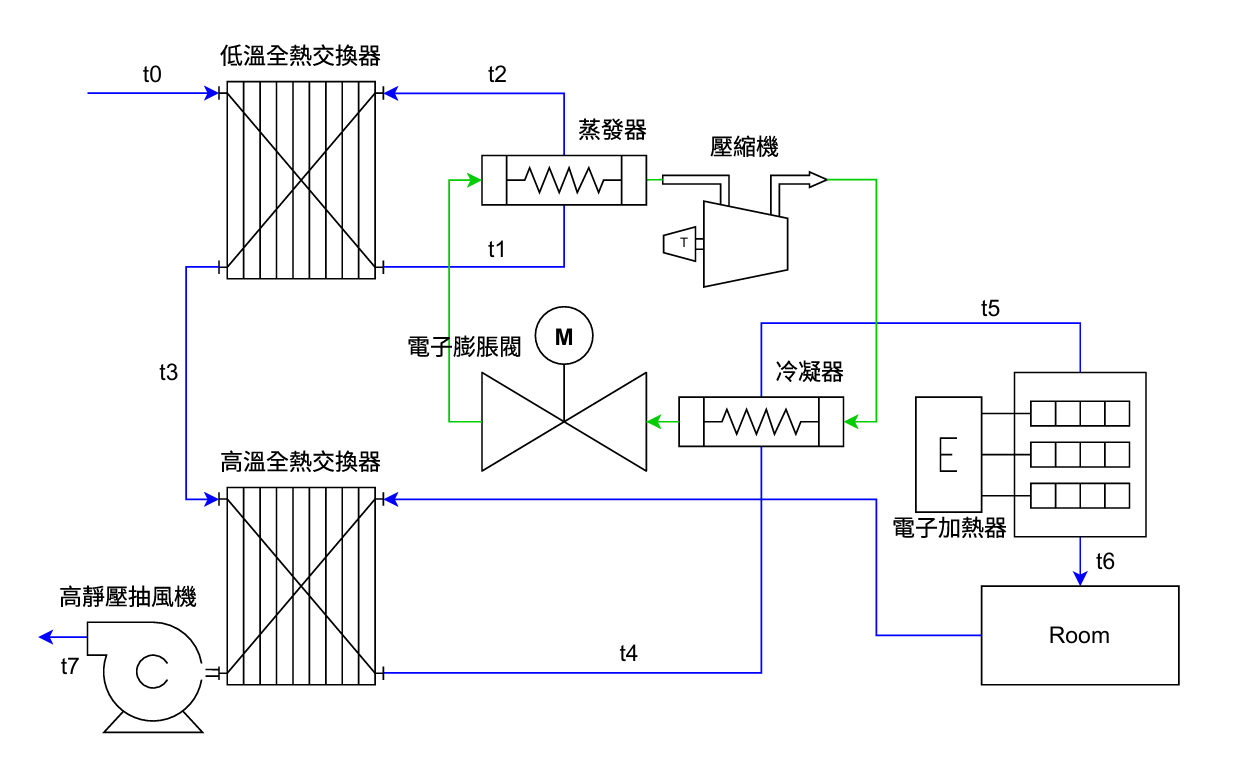 低溫全熱交換器
t0
t2
蒸發器
壓縮機
T
t1
t5
電子膨脹閥
M
冷凝器
t3
E
高溫全熱交換器
電子加熱器
t6
高靜壓抽風機
Room
t4
t7
C